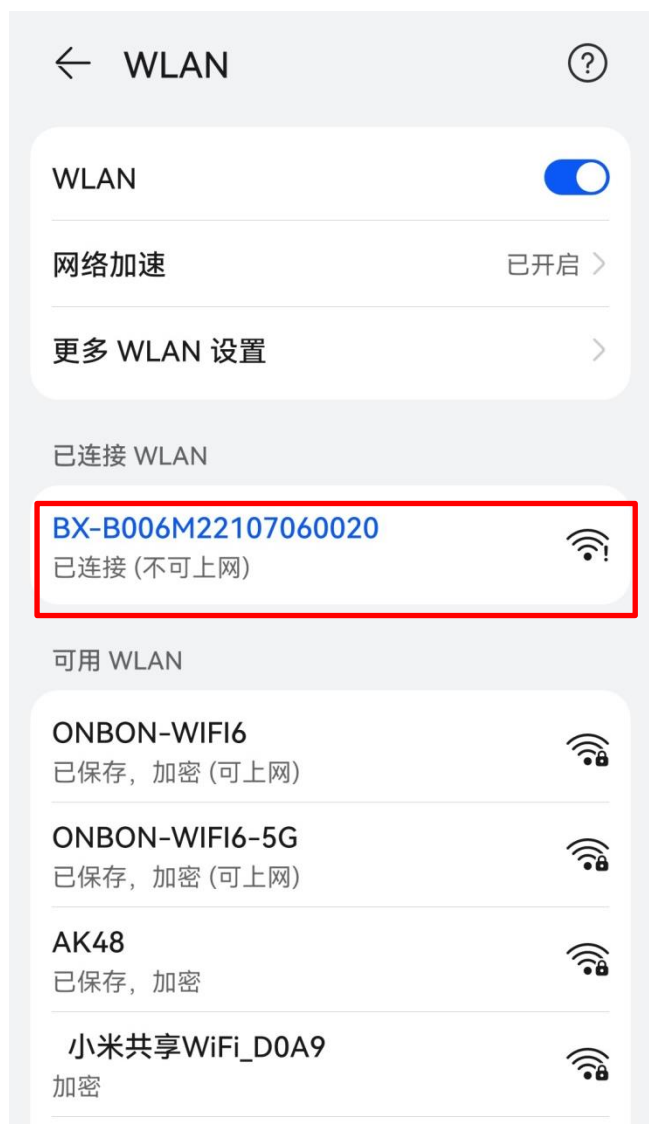 WLAN
WLAN
网络加速 已开启
更多 WLAN 设置
已连接 WLAN
BX-B006M22107060020
已连接 (不可上网)
可用 WLAN
ONBON-WIFI6
已保存，加密 (可上网)
ONBON-WIFI6-5G
已保存，加密 (可上网)
AK48
已保存，加密
小米共享WiFi_D0A9
加密